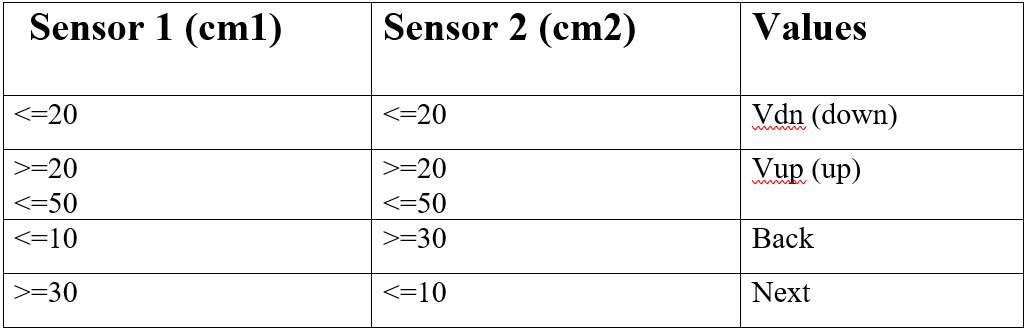 Sensor 1 (cm1) Sensor 2 (cm2) Values
<=20 <=20 Vdn (down)
>=20 >=20 Vup (up)
<=50 <=50
<=10 >=30 Back
>=30 <=10 Next